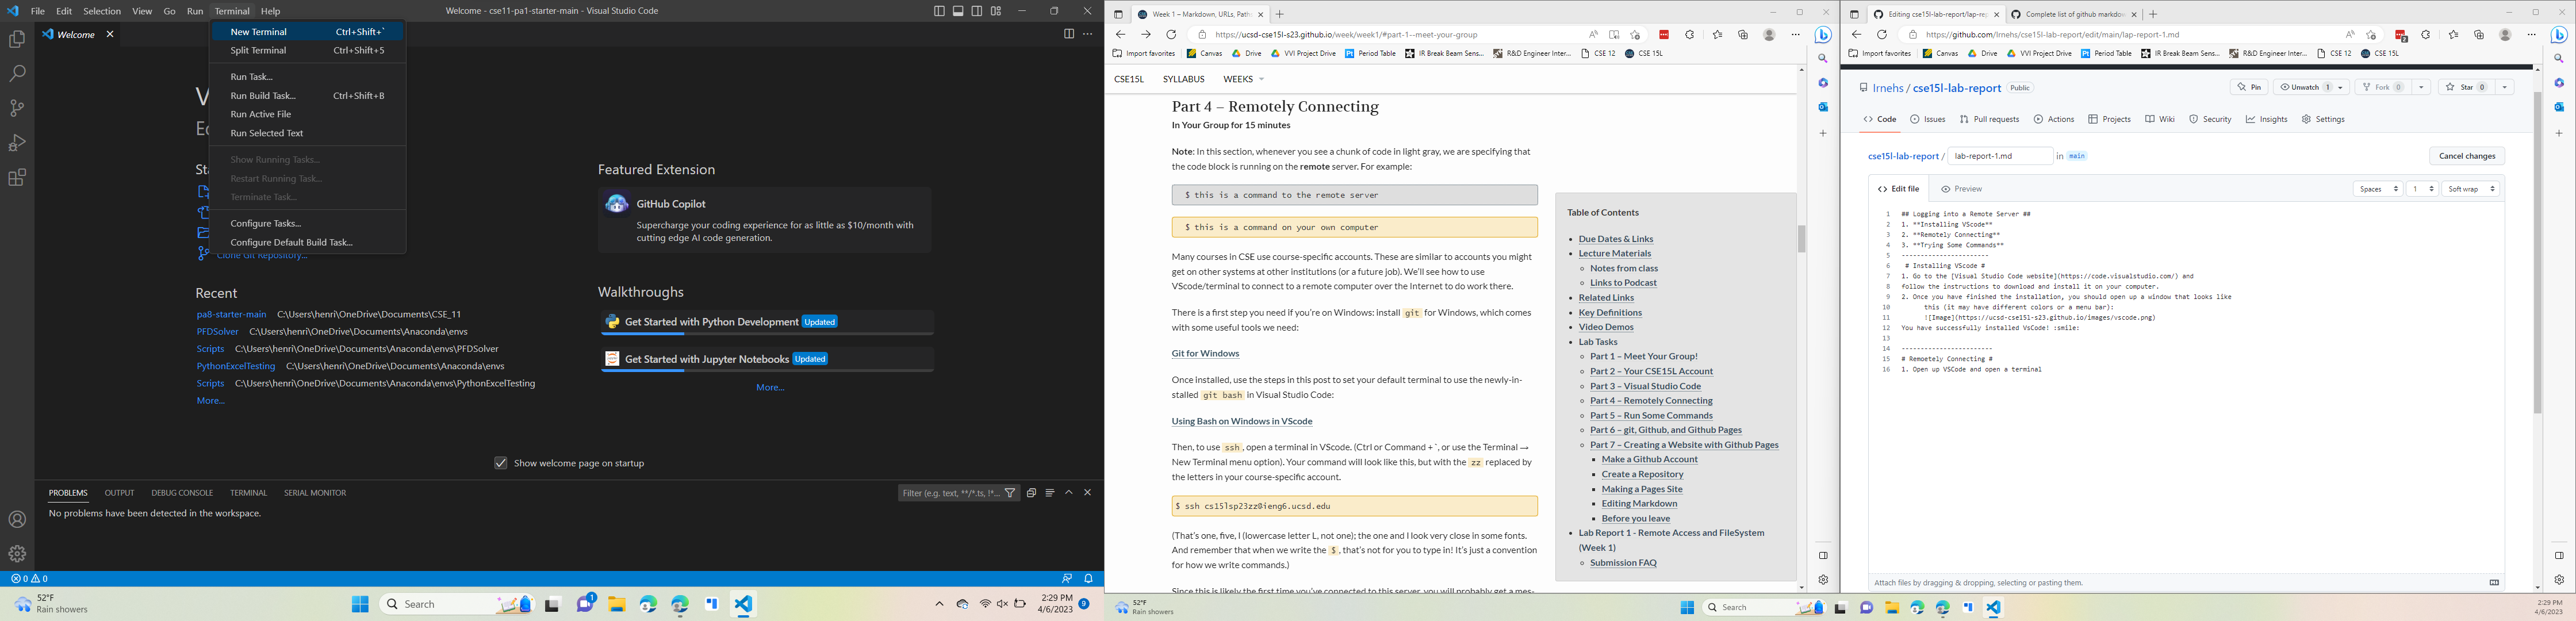 File Edit Selection View Go Run Terminal Help
Welcome - cse11-pa1-starter-main - Visual Studio Code
Welcome
New Terminal Ctrl+Shift+`
Split Terminal Ctrl+Shift+5
Run Task...
Run Build Task... Ctrl+Shift+B
Run Active File
Run Selected Text
Show Running Tasks...
Restart Running Task...
Terminate Task...
Configure Tasks...
Configure Default Build Task...
Clone Git Repository...
Recent
pa8-starter-main C:\Users\henri\OneDrive\Documents\CSE_11
PFDSolver C:\Users\henri\OneDrive\Documents\Anaconda\envs
Scripts C:\Users\henri\OneDrive\Documents\Anaconda\envs\PFDSolver
PythonExcelTesting C:\Users\henri\OneDrive\Documents\Anaconda\envs
Scripts C:\Users\henri\OneDrive\Documents\Anaconda\envs\PythonExcelTesting
More...
Featured Extension
GitHub Copilot
Supercharge your coding experience for as little as $10/month with
cutting edge AI code generation.
Walkthroughs
Get Started with Python Development Updated
Get Started with Jupyter Notebooks Updated
More...
Show welcome page on startup
PROBLEMS OUTPUT DEBUG CONSOLE TERMINAL SERIAL MONITOR
Filter (e.g. text, **/*.ts, !*...
No problems have been detected in the workspace.
0 0
52°F
Rain showers
Search
1
2:29 PM
4/6/2023
9
Week 1 – Markdown, URLs, Path
https://ucsd-cse15l-s23.github.io/week/week1/#part-1--meet-your-group
Import favorites Canvas Drive VVI Project Drive Period Table IR Break Beam Sens... R&D Engineer Inter... CSE 12 CSE 15L
CSE15L SYLLABUS WEEKS
Part 4 – Remotely Connecting
In Your Group for 15 minutes
Note: In this section, whenever you see a chunk of code in light gray, we are specifying that
the code block is running on the remote server. For example:
$ this is a command to the remote server
$ this is a command on your own computer
Many courses in CSE use course-specific accounts. These are similar to accounts you might
get on other systems at other institutions (or a future job). We'll see how to use
VScode/terminal to connect to a remote computer over the Internet to do work there.
There is a first step you need if you're on Windows: install git for Windows, which comes
with some useful tools we need:
Git for Windows
Once installed, use the steps in this post to set your default terminal to use the newly-in-
stalled git bash in Visual Studio Code:
Using Bash on Windows in VScode
Then, to use ssh, open a terminal in VScode. (Ctrl or Command + `, or use the Terminal →
New Terminal menu option). Your command will look like this, but with the zz replaced by
the letters in your course-specific account.
$ ssh cs15lsp23zz@ieng6.ucsd.edu
(That's one, five, l (lowercase letter L, not one); the one and l look very close in some fonts.
And remember that when we write the $, that's not for you to type in! It's just a convention
for how we write commands.)
Since this is likely the first time you've connected to this server, you will probably get a mes-
Table of Contents
Due Dates & Links
Lecture Materials
Notes from class
Links to Podcast
Related Links
Key Definitions
Video Demos
Lab Tasks
Part 1 – Meet Your Group!
Part 2 – Your CSE15L Account
Part 3 – Visual Studio Code
Part 4 – Remotely Connecting
Part 5 – Run Some Commands
Part 6 – git, Github, and Github Pages
Part 7 – Creating a Website with Github Pages
Make a Github Account
Create a Repository
Making a Pages Site
Editing Markdown
Before you leave
Lab Report 1 - Remote Access and FileSystem
(Week 1)
Submission FAQ
52°F
Rain showers
Search
Editing cse15l-lab-report/lap-rep
Complete list of github markdow
https://github.com/lrnehs/cse15l-lab-report/edit/main/lap-report-1.md
2
Import favorites Canvas Drive VVI Project Drive Period Table IR Break Beam Sens... R&D Engineer Inter... CSE 12 CSE 15L
lrnehs / cse15l-lab-report Public
Pin Unwatch 1 Fork 0 Star 0
Code Issues Pull requests Actions Projects Wiki Security Insights Settings
cse15l-lab-report / lab-report-1.md in main
Cancel changes
Edit file Preview
Spaces 1 Soft wrap
1 ## Logging into a Remote Server ##
2 1. **Installing VScode**
3 2. **Remotely Connecting**
4 3. **Trying Some Commands**
5 -----------------------
6 # Installing VScode #
7 1. Go to the [Visual Studio Code website](https://code.visualstudio.com/) and
8 follow the instructions to download and install it on your computer.
9 2. Once you have finished the installation, you should open up a window that looks like
10 this (it may have different colors or a menu bar):
11 ![Image](https://ucsd-cse15l-s23.github.io/images/vscode.png)
12 You have successfully installed VsCode! :smile:
13
14 ------------------------
15 # Remoetely Connecting #
16 1. Open up VSCode and open a terminal
Attach files by dragging & dropping, selecting or pasting them.
2:29 PM
4/6/2023